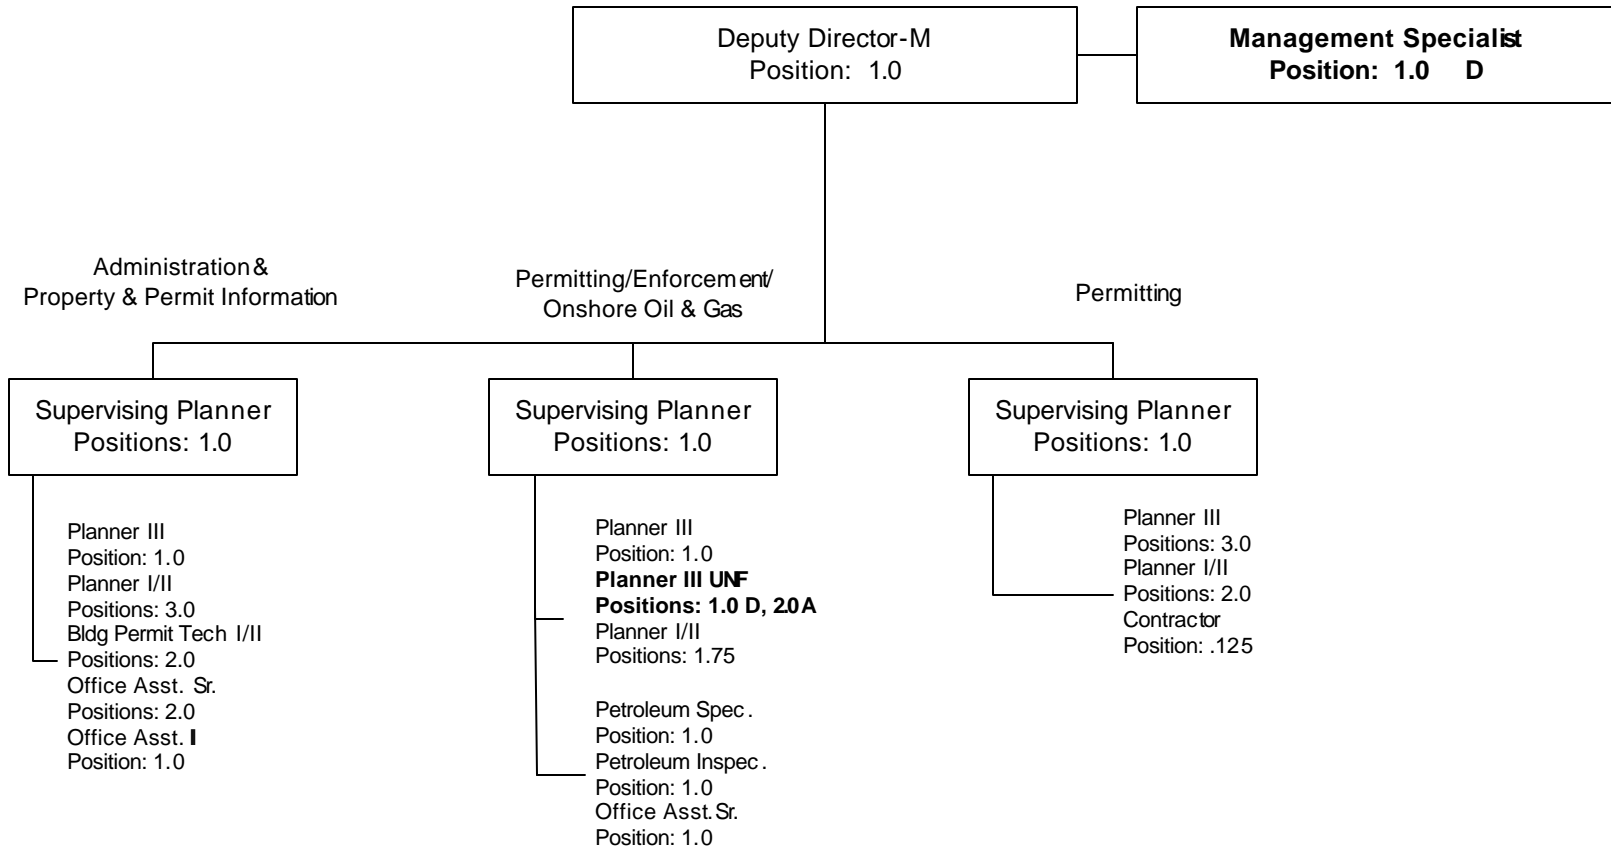 Deputy Director-M
Position: 1.0
Management Specialist
Position: 1.0 D
Administration &
Property & Permit Information
Permitting/Enforcement/
Onshore Oil & Gas
Permitting
Supervising Planner
Positions: 1.0
Supervising Planner
Positions: 1.0
Supervising Planner
Positions: 1.0
Planner III
Position: 1.0
Planner I/II
Positions: 3.0
Bldg Permit Tech I/II
Positions: 2.0
Office Asst. Sr.
Positions: 2.0
Office Asst. I
Position: 1.0
Planner III
Position: 1.0
Planner III UNF
Positions: 1.0 D, 2.0 A
Planner I/II
Positions: 1.75
Petroleum Spec.
Position: 1.0
Petroleum Inspec.
Position: 1.0
Office Asst. Sr.
Position: 1.0
Planner III
Positions: 3.0
Planner I/II
Positions: 2.0
Contractor
Position: .125